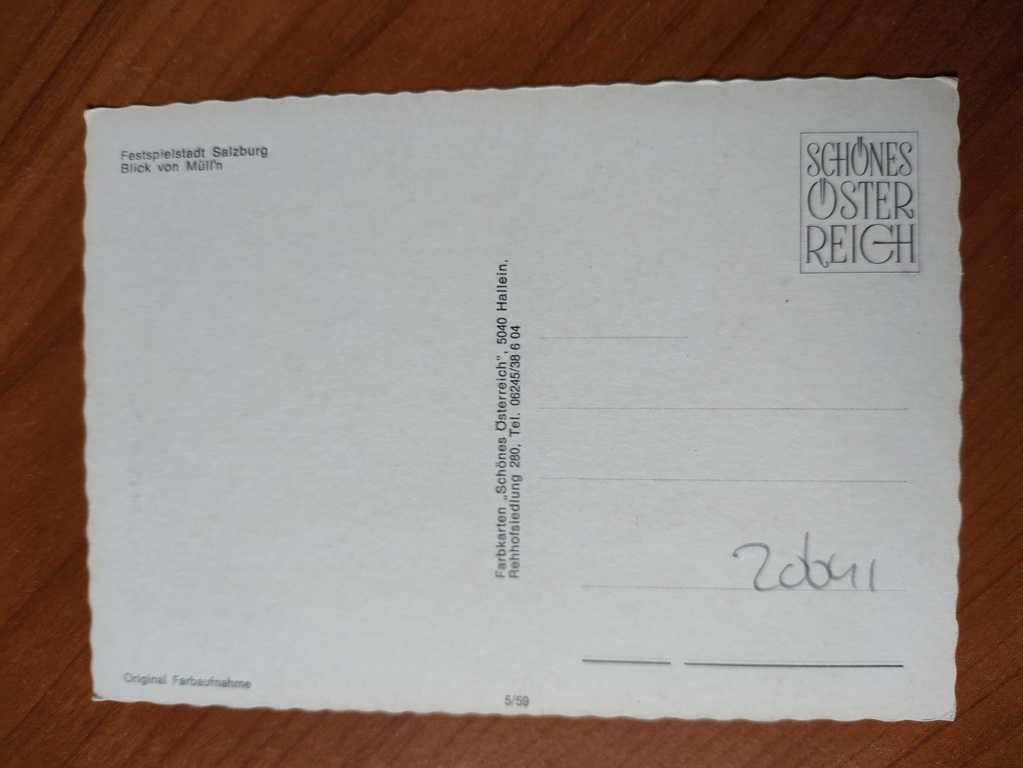 Festspielstadt Salzburg
Blick von Müll'n
SCHÖNES
ÖSTER
REICH
Farbkarten „Schönes Österreich", 5040 Hallein,
Rehhofsiedlung 280, Tel. 06245/38 6 04
Original Farbaufnahme
5/59